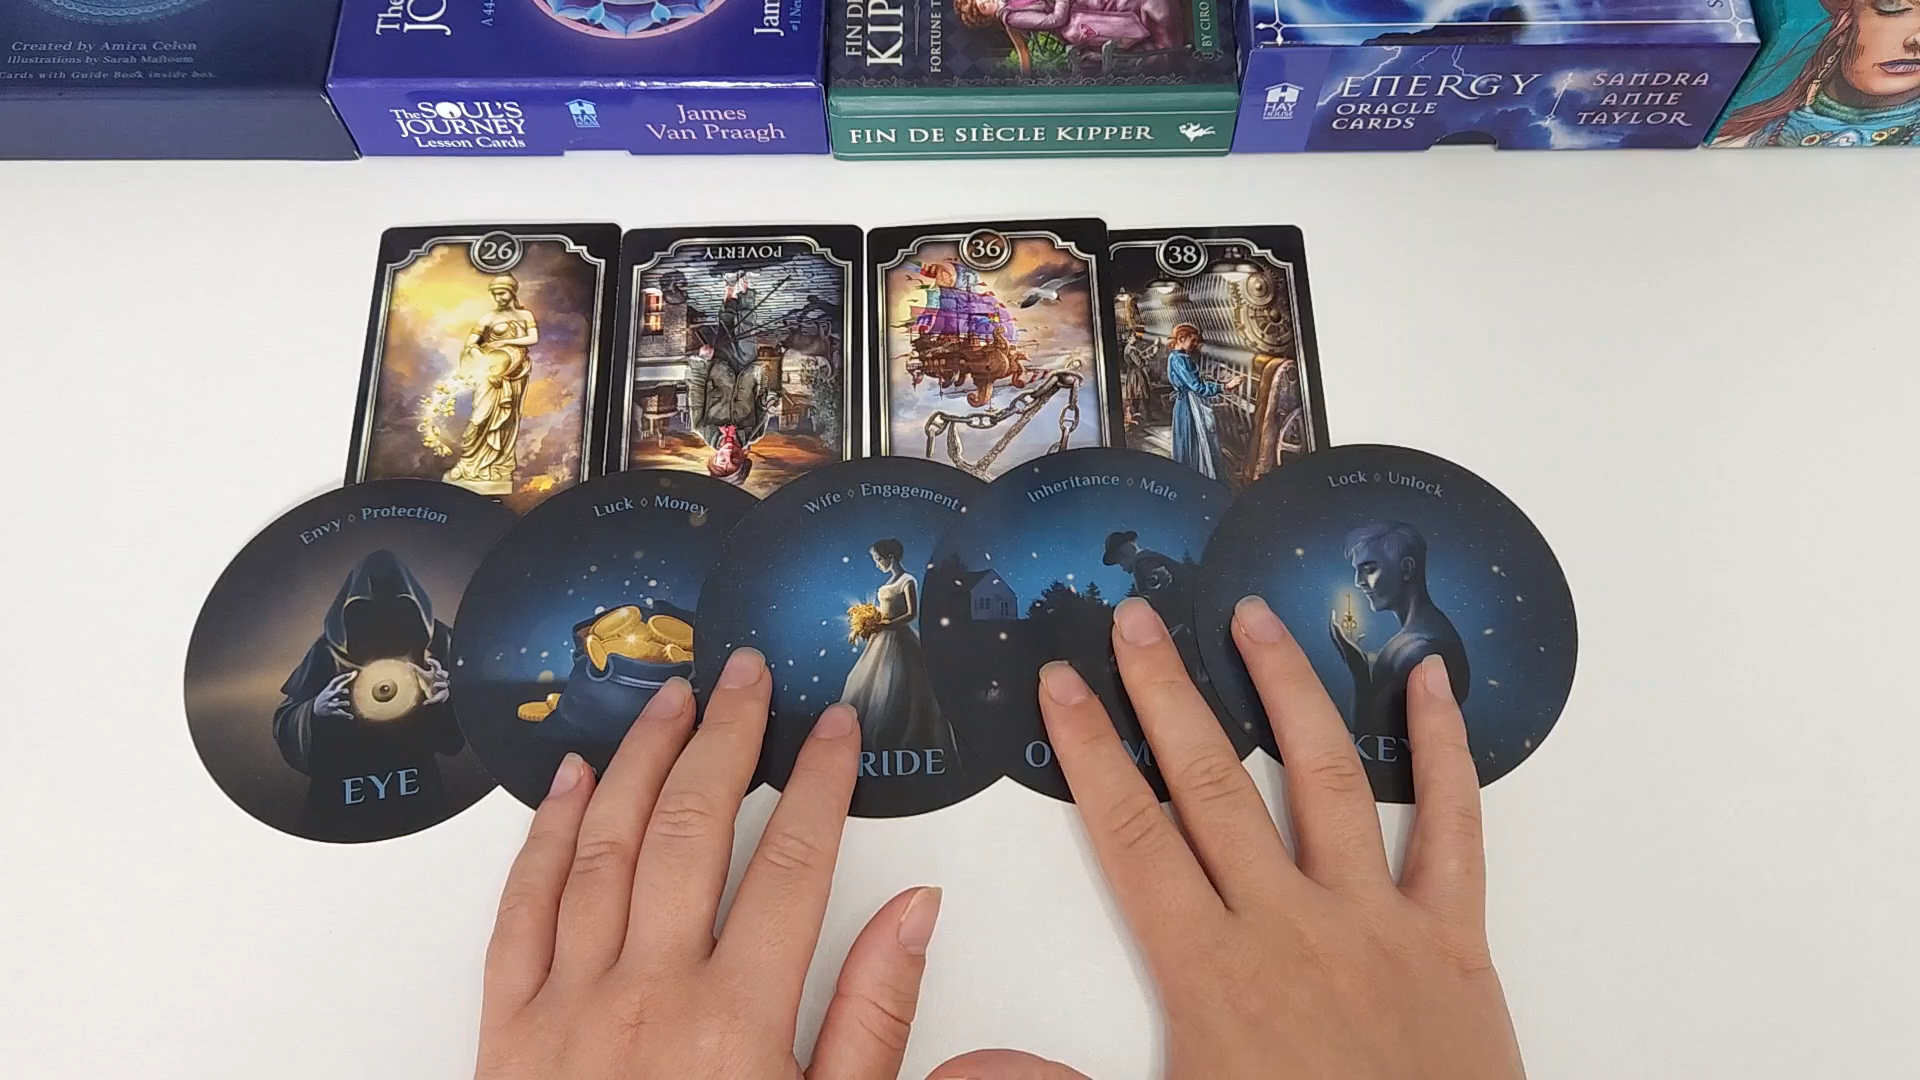 Created by Amira Celon
Illustrations by Sarah Maftoum
Cards with Guide Book inside box.
The
A 44
The SOUL'S
JOURNEY
Lesson Cards
HAY
HOUSE
James
Van Praagh
FIN DE
KIPP
FORTUNE T
BY CIRO
FIN DE SIÈCLE KIPPER
HAY
HOUSE
ENERGY
ORACLE
CARDS
SANDRA
ANNE
TAYLOR
26
POVERTY
36
38
Envy ⬨ Protection
EYE
Luck ⬨ Money
Wife ⬨ Engagement
RIDE
Inheritance ⬨ Male
O
M
Lock ⬨ Unlock
KEY